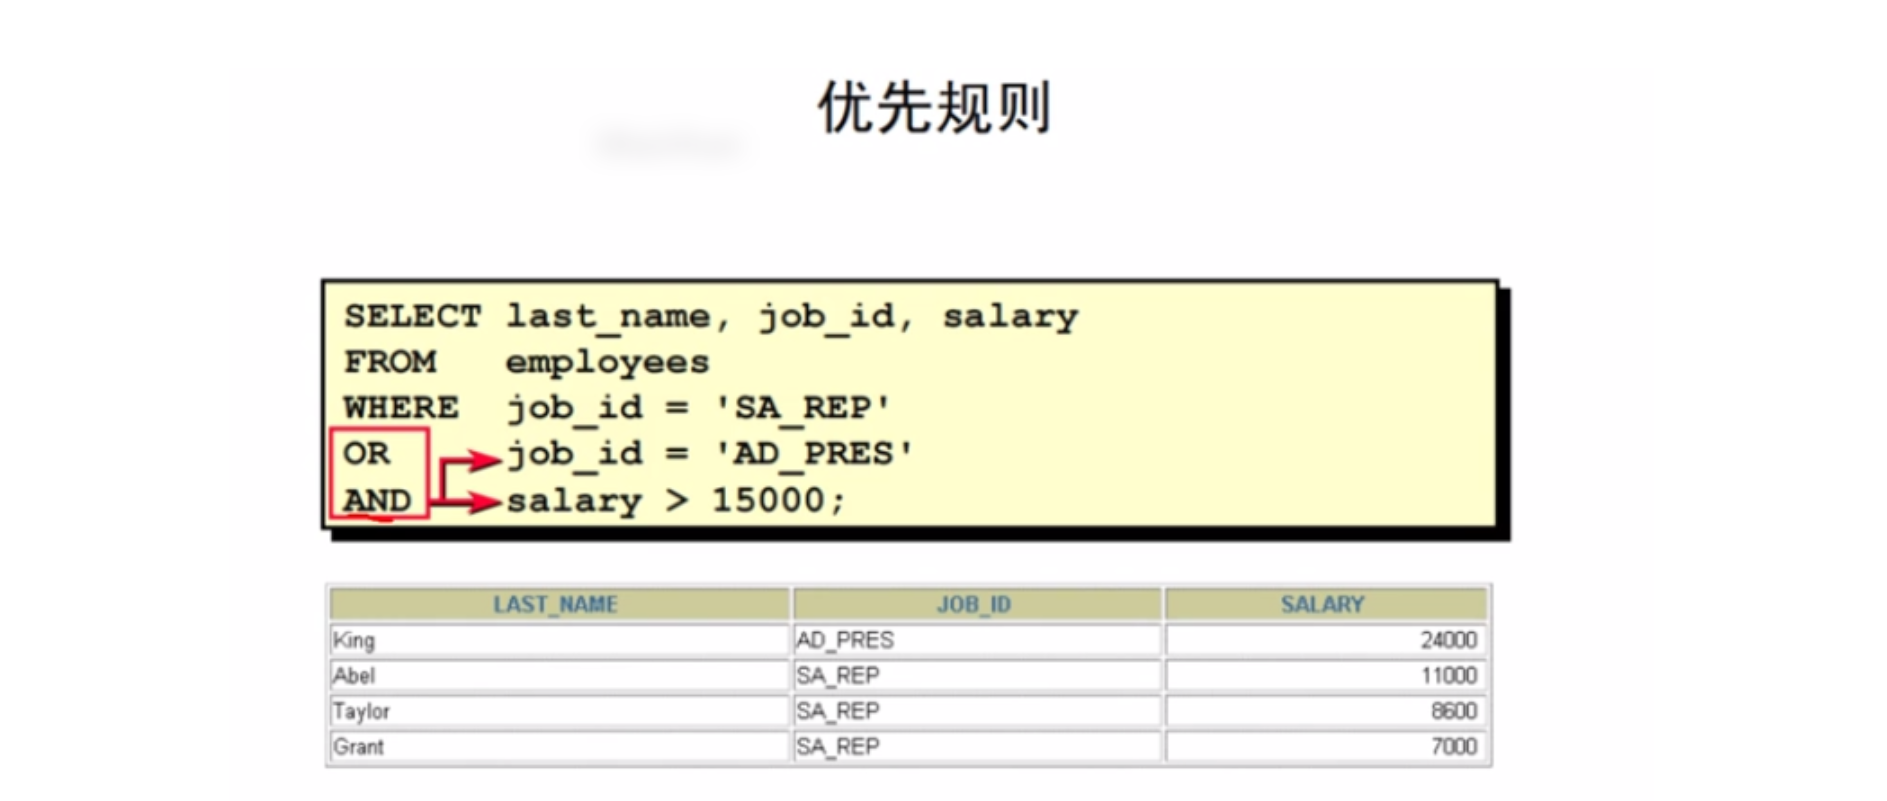 优先规则
SELECT last_name, job_id, salary
FROM employees
WHERE job_id = 'SA_REP'
OR job_id = 'AD_PRES'
AND salary > 15000;
LAST_NAME JOB_ID SALARY
King AD_PRES 24000
Abel SA_REP 11000
Taylor SA_REP 8600
Grant SA_REP 7000